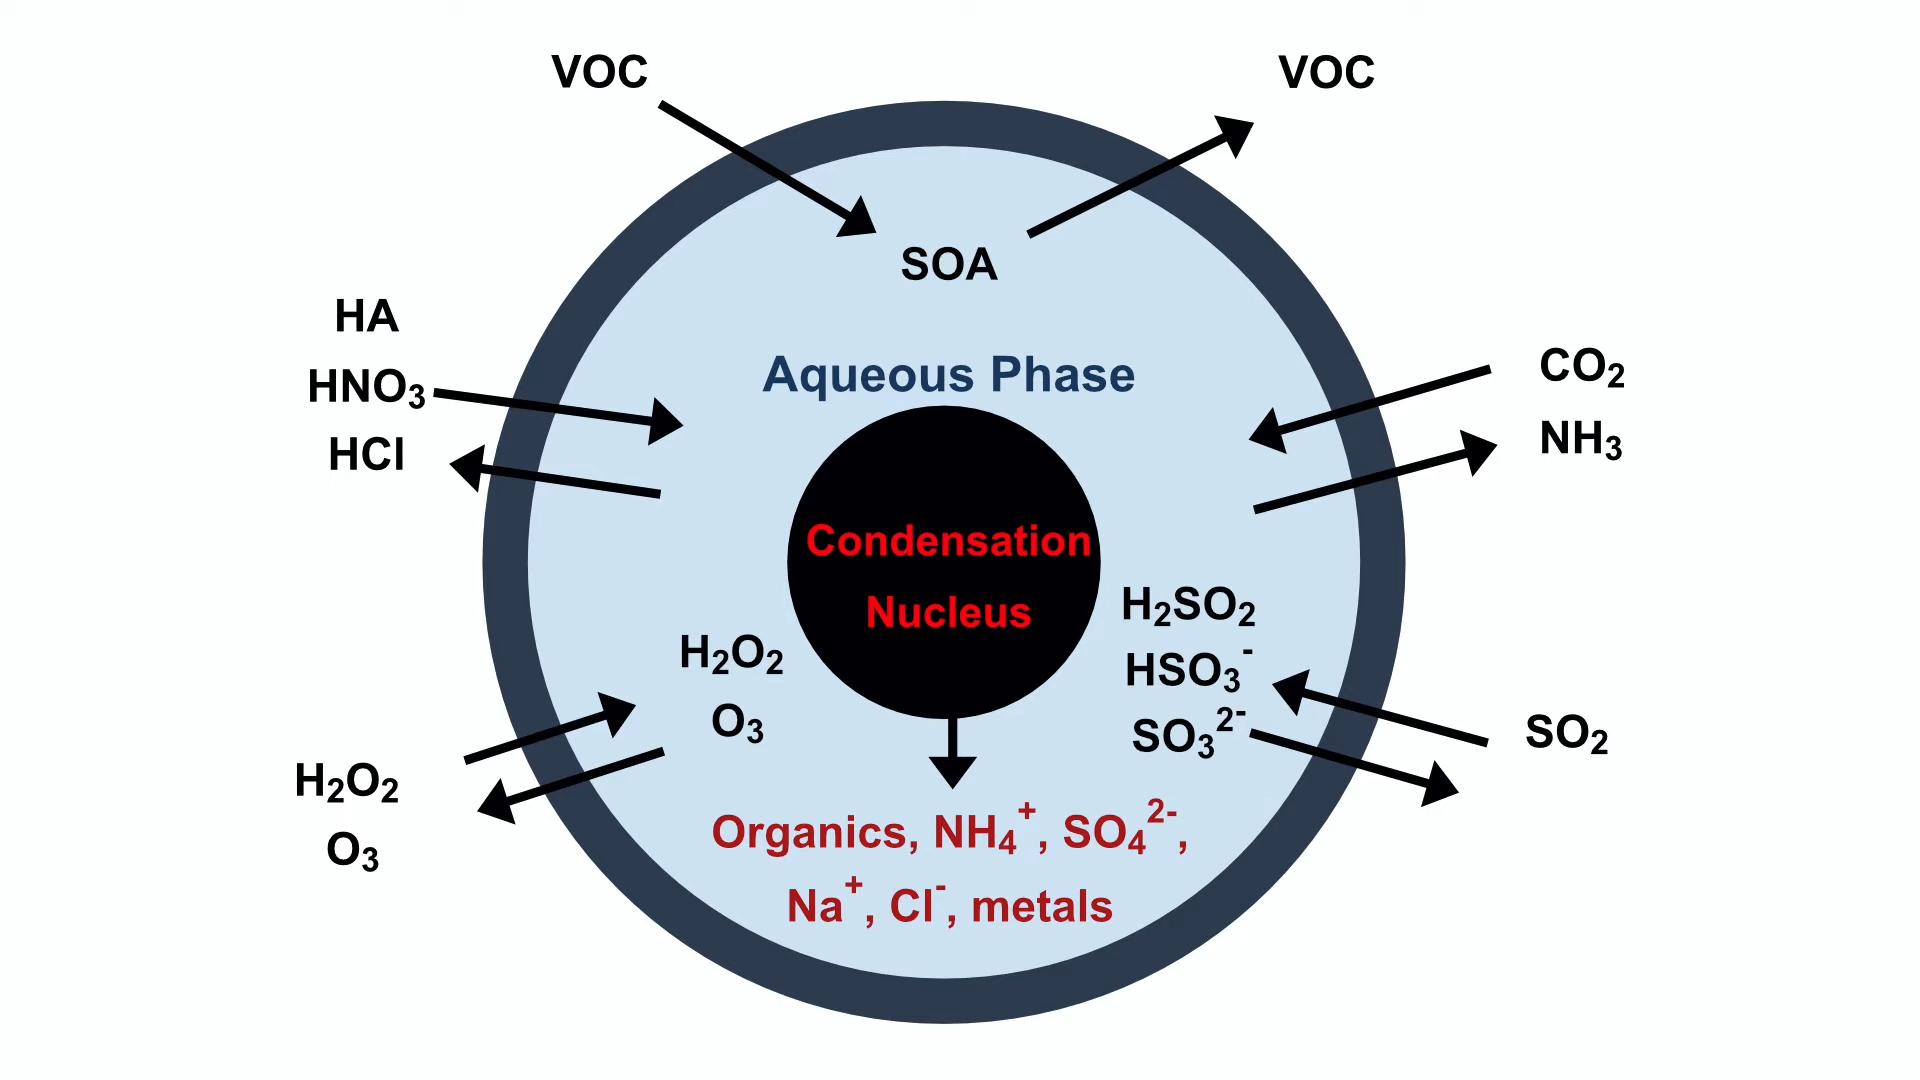 VOC
VOC
SOA
HA
HNO₃
HCl
Aqueous Phase
CO₂
NH₃
Condensation
Nucleus
H₂O₂
O₃
H₂SO₂
HSO₃⁻
SO₃²⁻
SO₂
H₂O₂
O₃
Organics, NH₄⁺, SO₄²⁻,
Na⁺, Cl⁻, metals